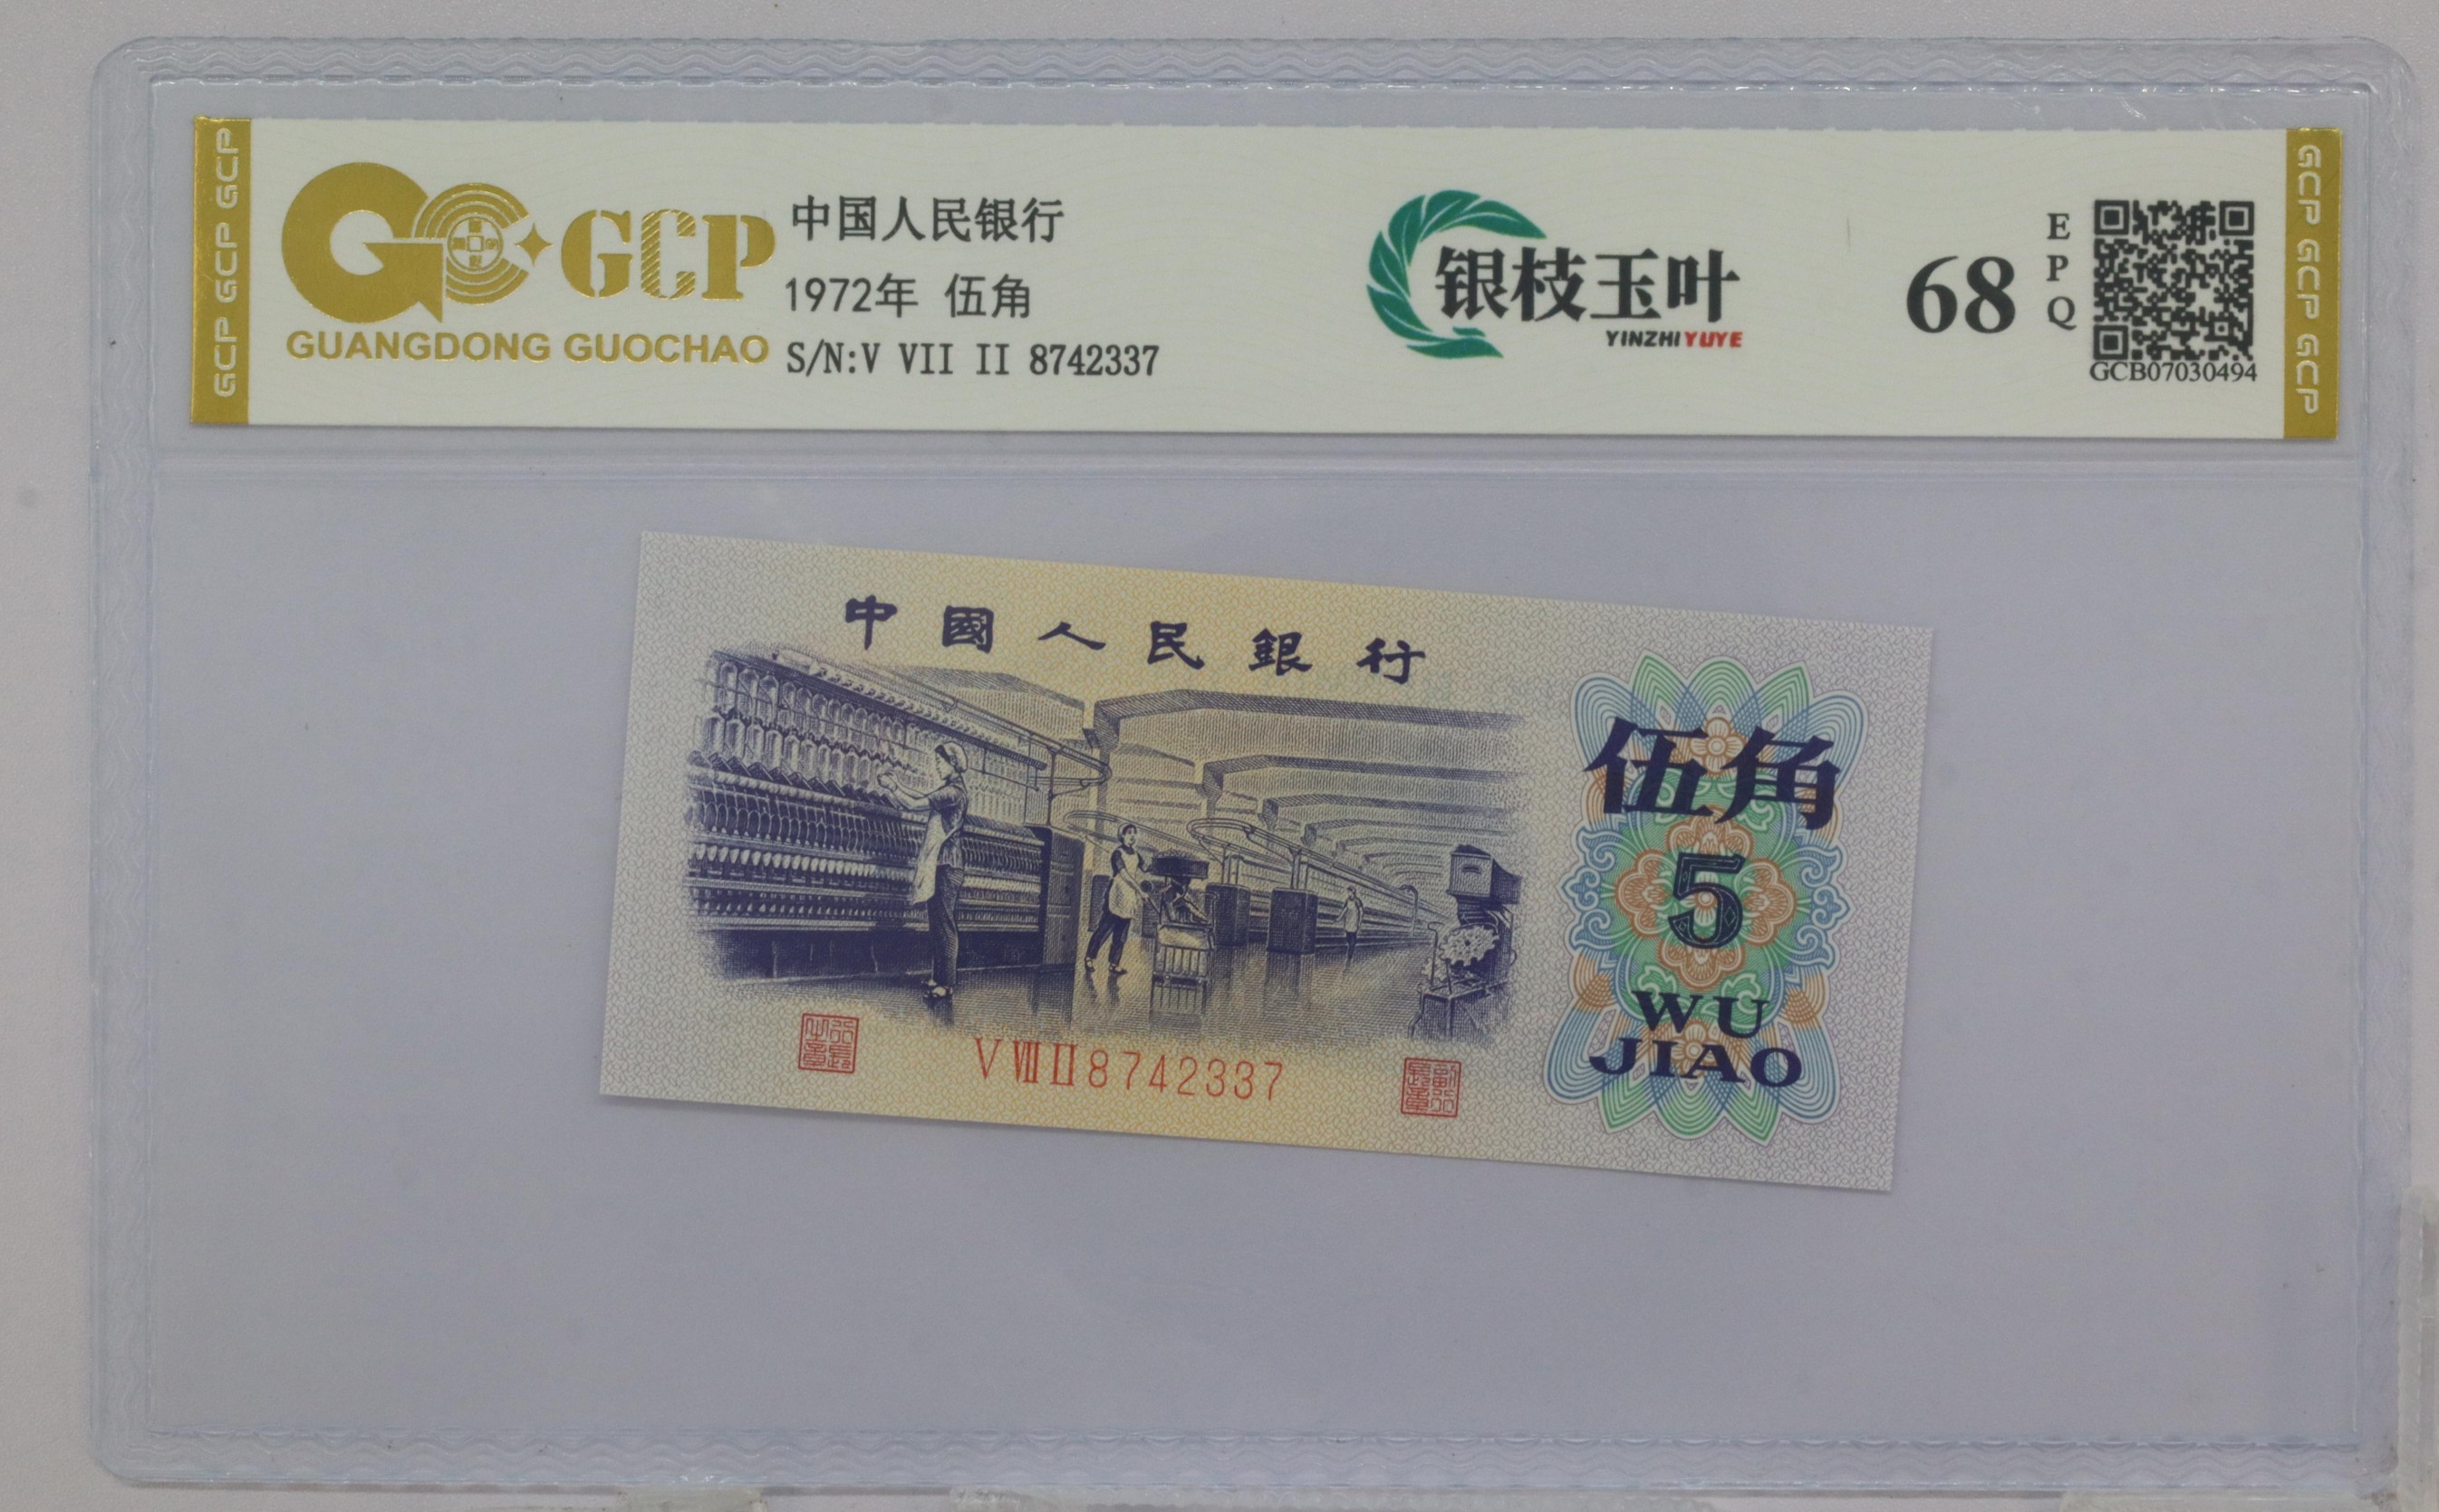 GCP GCP GCP
GCP
GUANGDONG GUOCHAO
中国人民银行
1972年 伍角
S/N:V VII II 8742337
银枝玉叶
YINZHIYUYE
68
EPQ
GCB07030494
GCP GCP GCP
中國人民銀行
伍角
5
WU
JIAO
V VII II 8742337